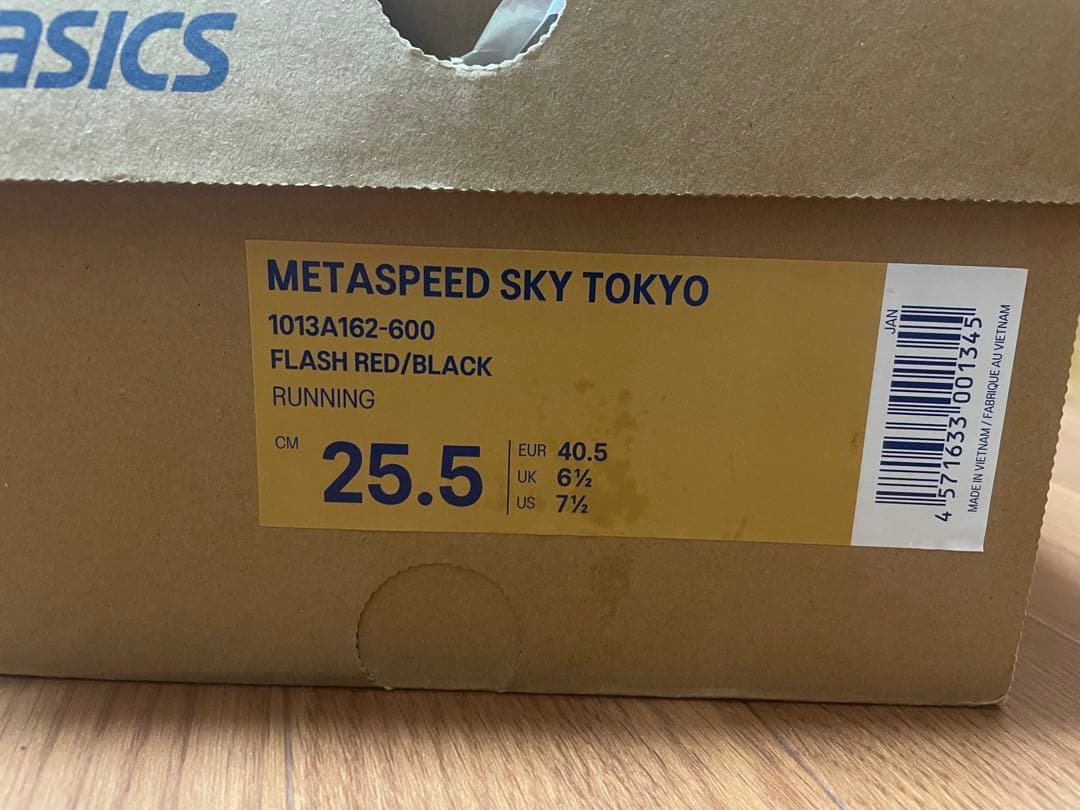 asics
METASPEED SKY TOKYO
1013A162-600
FLASH RED/BLACK
RUNNING
CM 25.5
EUR 40.5
UK 6½
US 7½
JAN
4 571633 001345
MADE IN VIETNAM / FABRIQUE AU VIETNAM